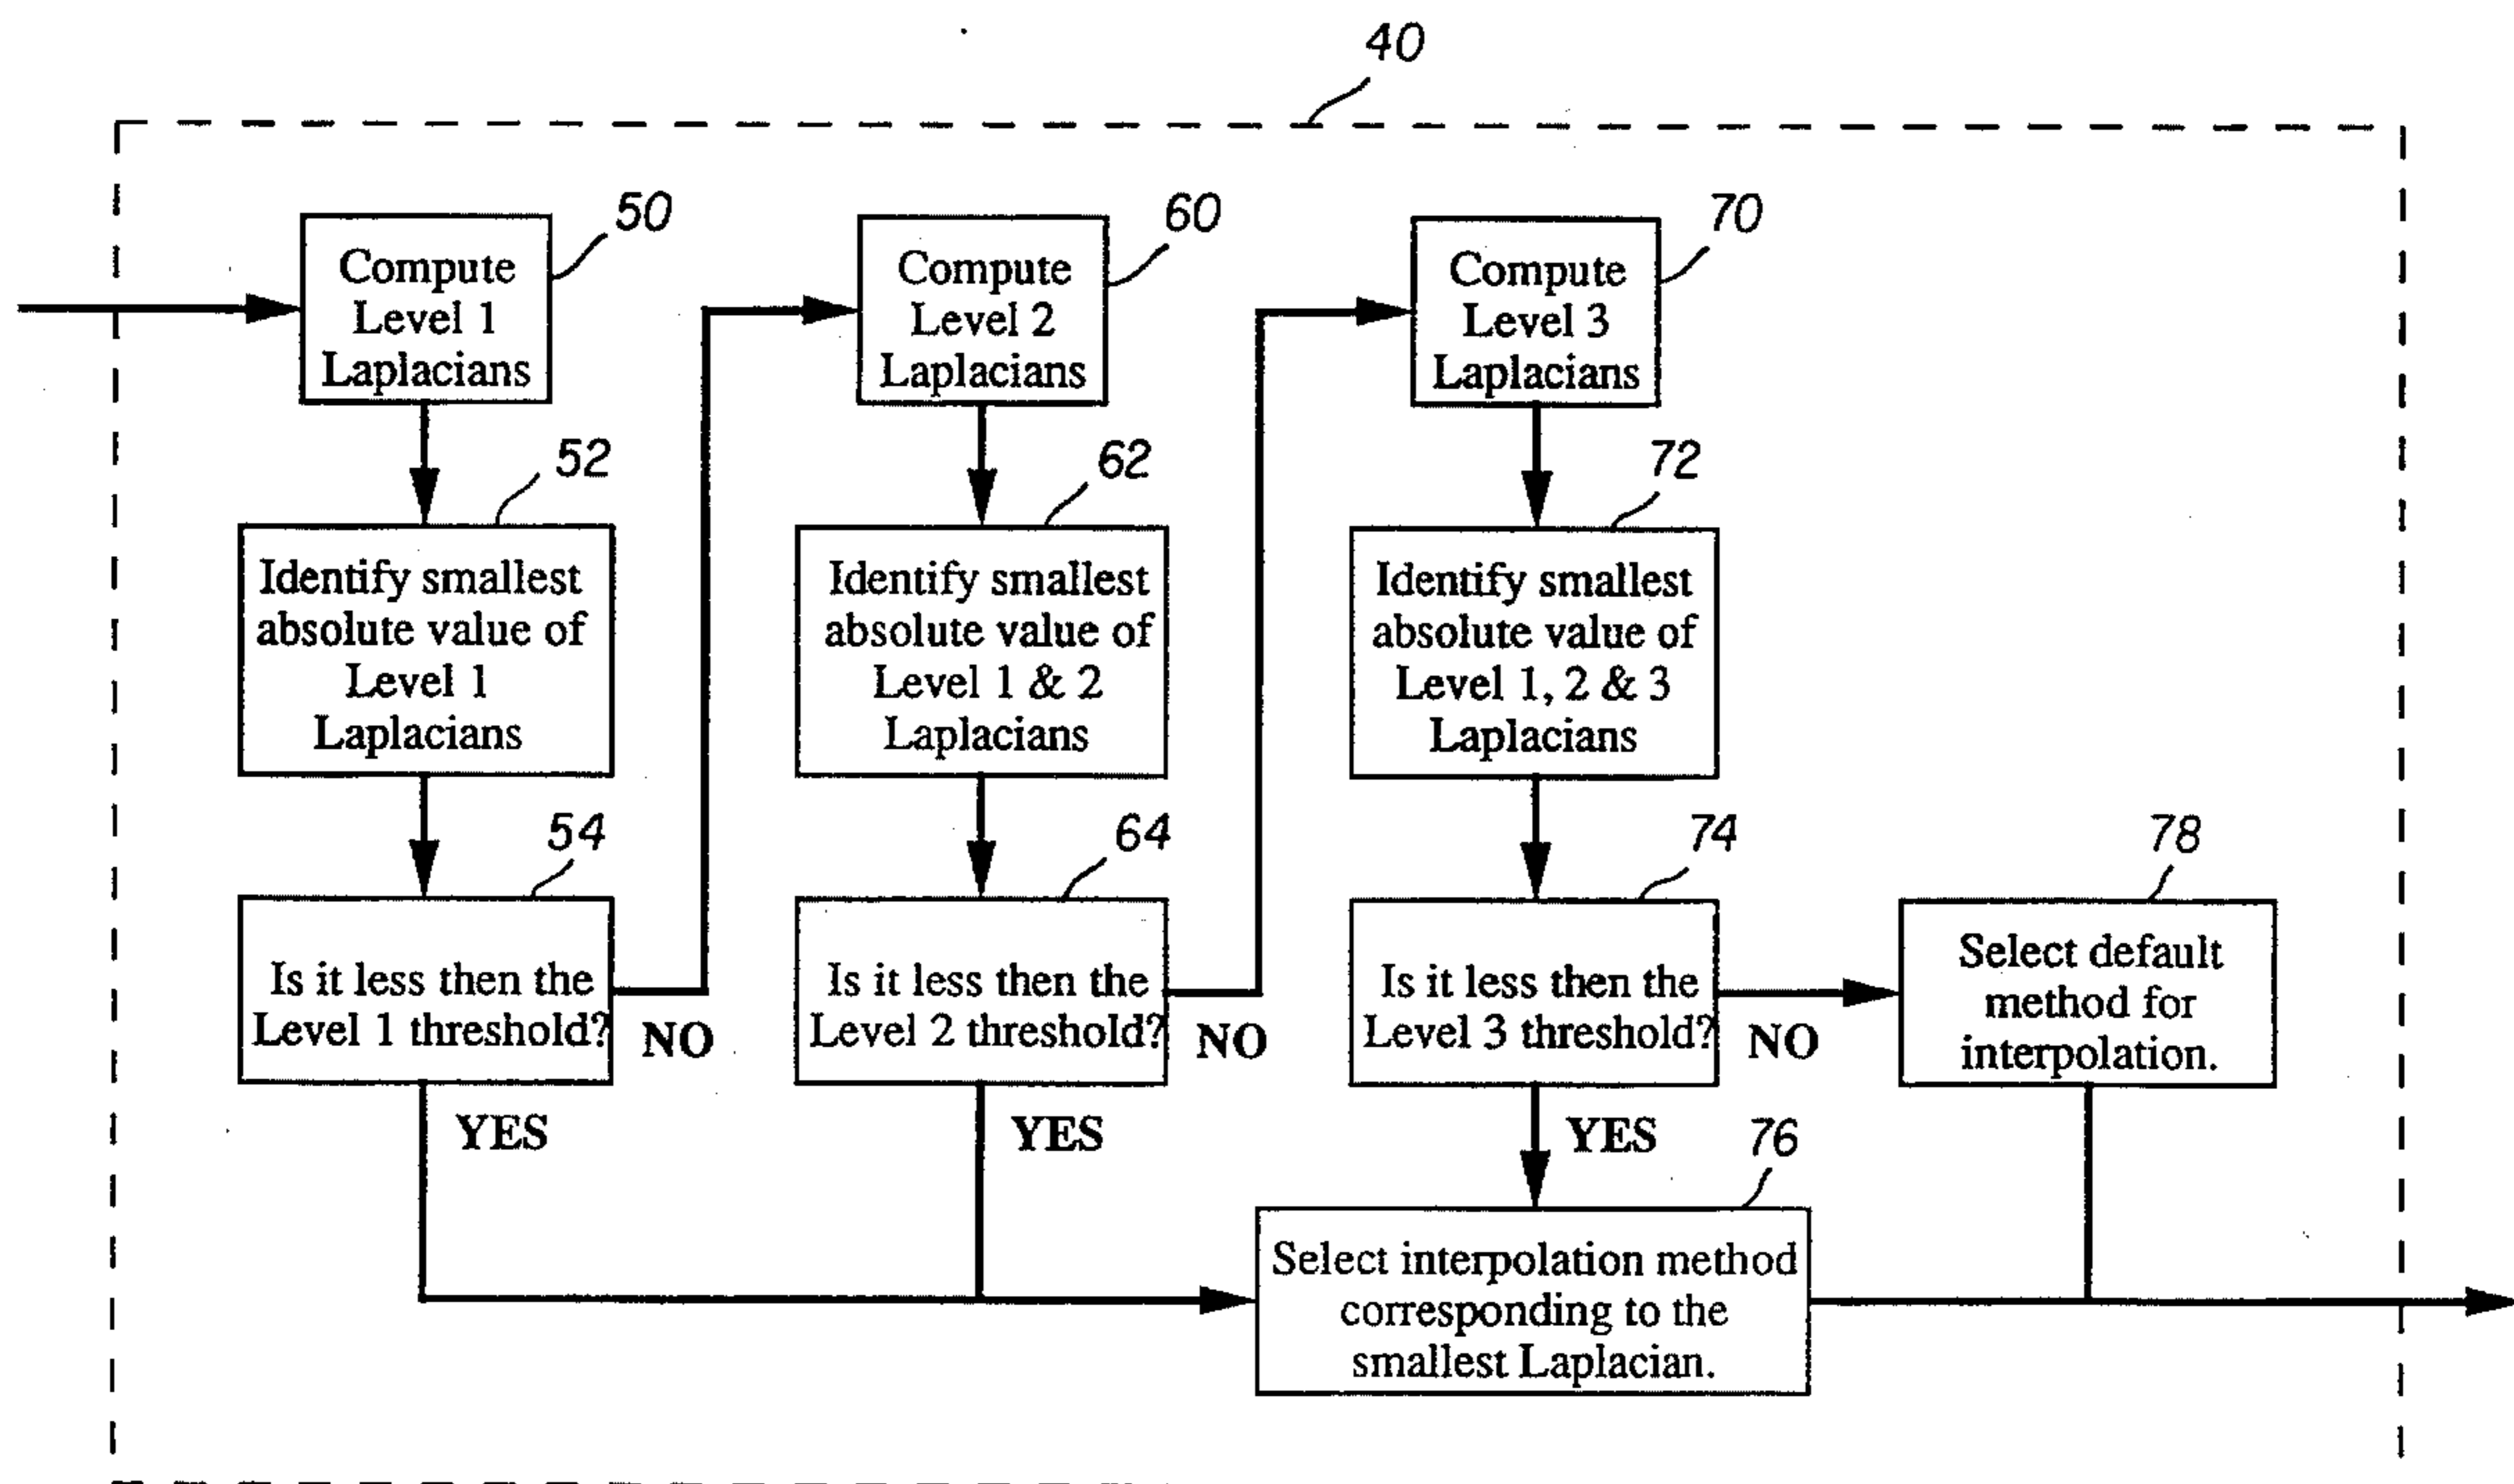 40
50
Compute
Level 1
Laplacians
60
Compute
Level 2
Laplacians
70
Compute
Level 3
Laplacians
52
Identify smallest
absolute value of
Level 1
Laplacians
62
Identify smallest
absolute value of
Level 1 & 2
Laplacians
72
Identify smallest
absolute value of
Level 1, 2 & 3
Laplacians
54
Is it less then the
Level 1 threshold?
NO
YES
64
Is it less then the
Level 2 threshold?
NO
YES
74
Is it less then the
Level 3 threshold?
NO
YES
78
Select default
method for
interpolation.
76
Select interpolation method
corresponding to the
smallest Laplacian.